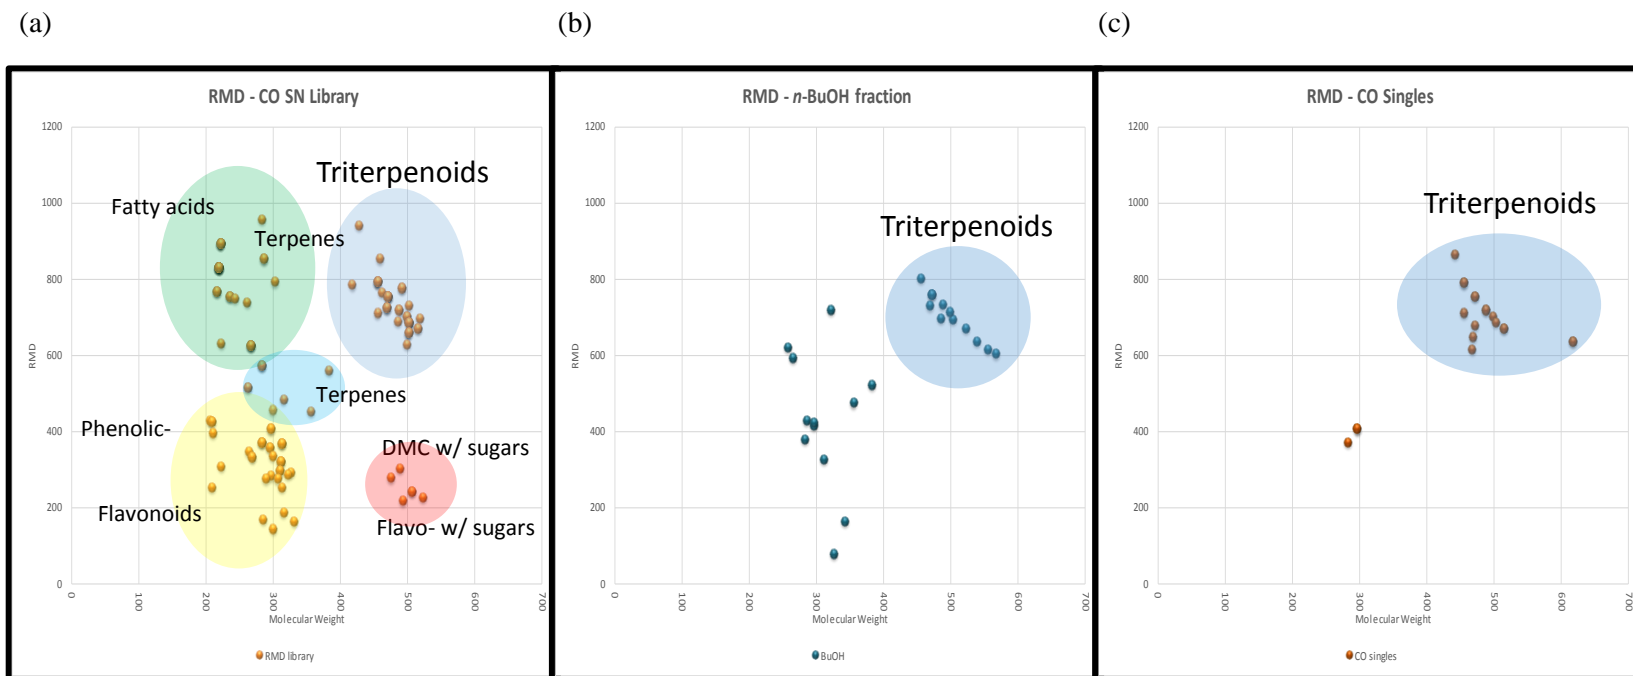 (a)
(b)
(c)
RMD - CO SN Library
1200
1000
800
600
400
200
0
RMD
Triterpenoids
Fatty acids
Terpenes
Terpenes
Phenolic-
DMC w/ sugars
Flavonoids
Flavo- w/ sugars
0
100
200
300
400
500
600
700
Molecular Weight
RMD library
RMD - n-BuOH fraction
1200
1000
800
600
400
200
0
RMD
Triterpenoids
0
100
200
300
400
500
600
700
Molecular Weight
BuOH
RMD - CO Singles
1200
1000
800
600
400
200
0
RMD
Triterpenoids
0
100
200
300
400
500
600
700
Molecular Weight
CO singles